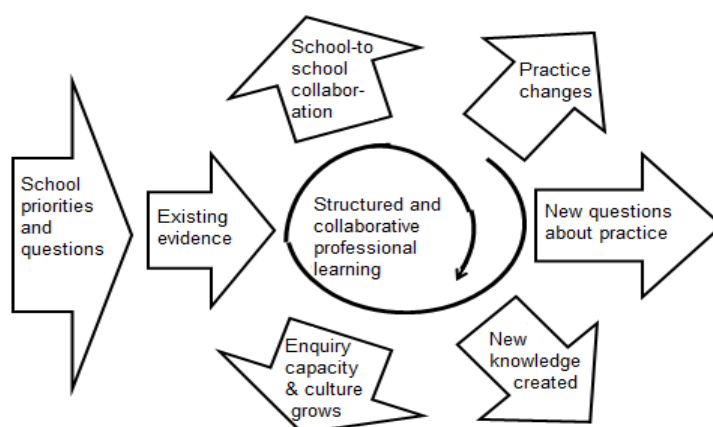 School-to
school
collabor-
ation
Practice
changes
School
priorities
and
questions
Existing
evidence
Structured and
collaborative
professional
learning
New questions
about practice
Enquiry
capacity
& culture
grows
New
knowledge
created